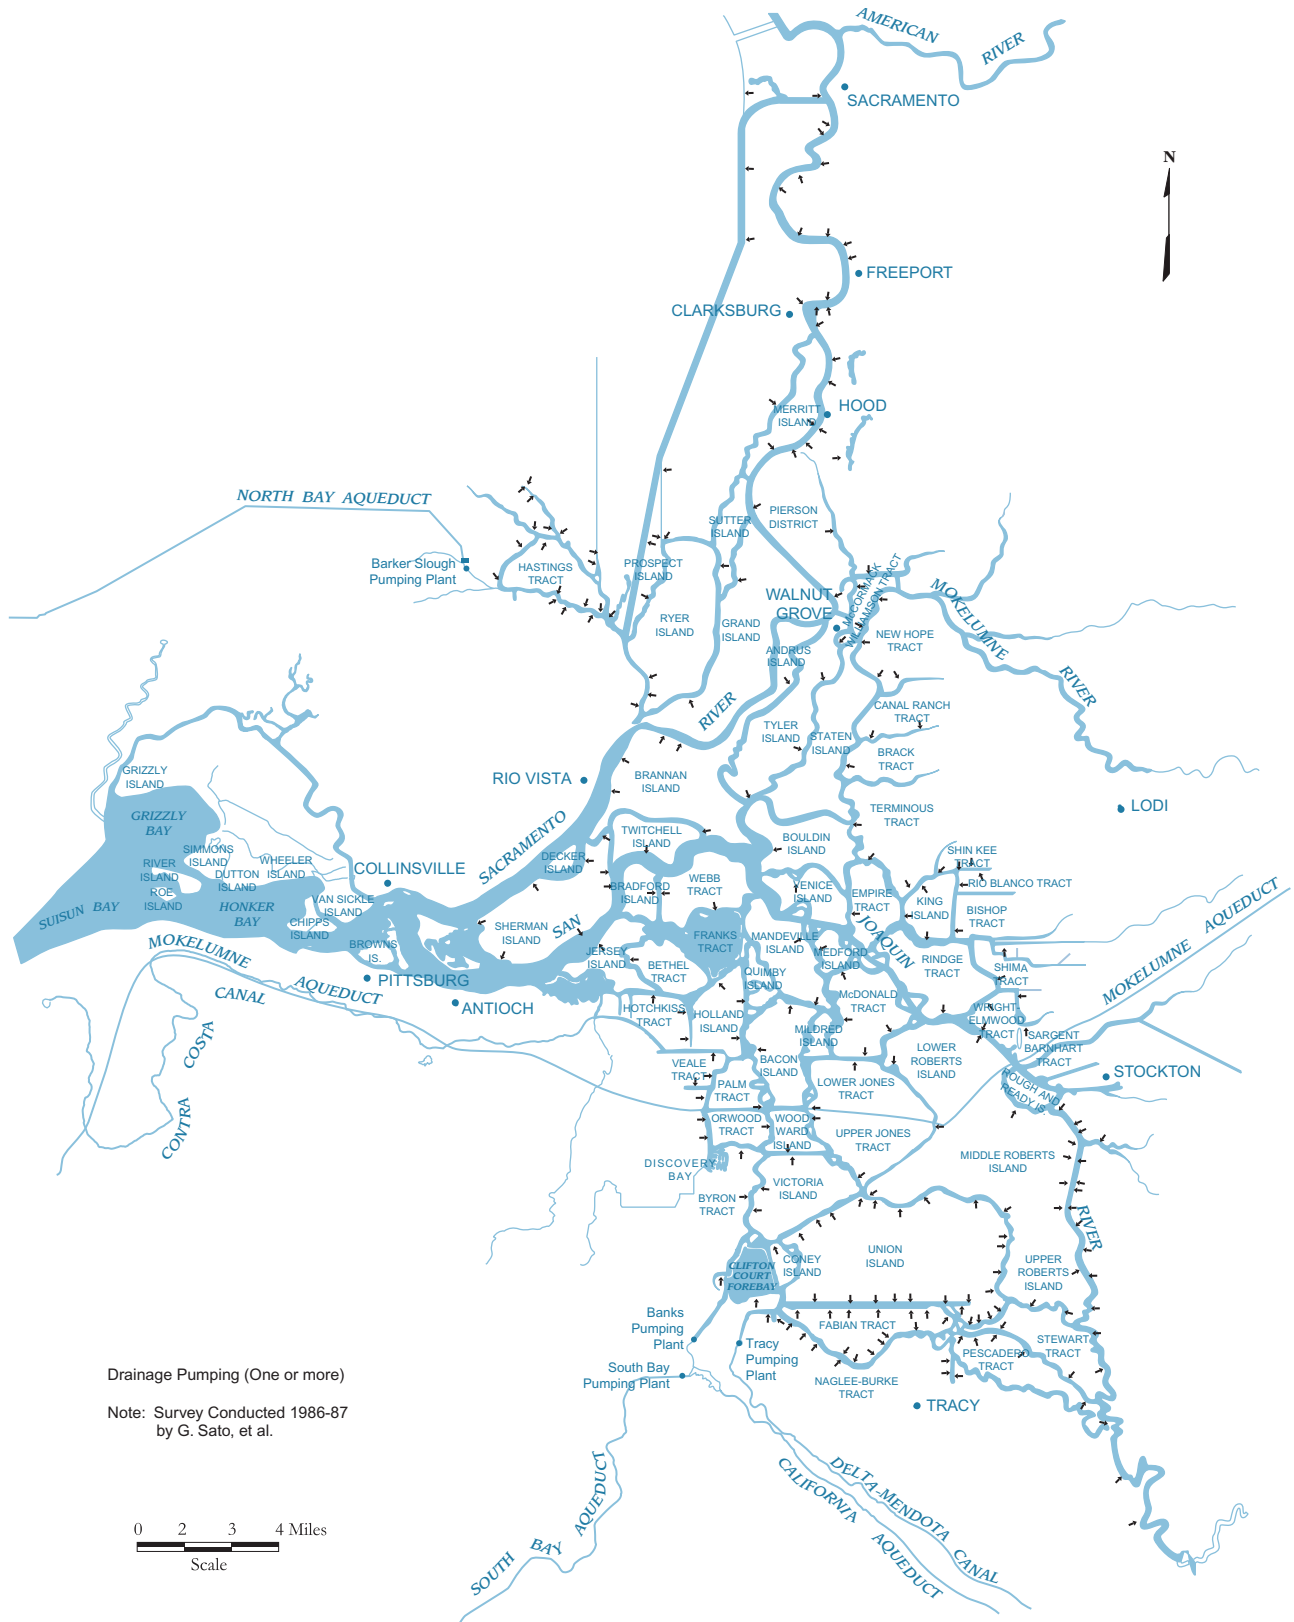 AMERICAN
RIVER
SACRAMENTO
N
FREEPORT
CLARKSBURG
HOOD
MERRITT
ISLAND
NORTH BAY AQUEDUCT
SUTTER
ISLAND
PIERSON
DISTRICT
Barker Slough
Pumping Plant
HASTINGS
TRACT
PROSPECT
ISLAND
RYER
ISLAND
GRAND
ISLAND
WALNUT
GROVE
McCORMACK
WILLIAMSON TRACT
MOKELUMNE
RIVER
NEW HOPE
TRACT
ANDRUS
ISLAND
CANAL RANCH
TRACT
RIVER
TYLER
ISLAND
STATEN
ISLAND
BRACK
TRACT
GRIZZLY
ISLAND
RIO VISTA
BRANNAN
ISLAND
LODI
TERMINOUS
TRACT
GRIZZLY
BAY
SACRAMENTO
TWITCHELL
ISLAND
BOULDIN
ISLAND
SIMMONS
ISLAND
WHEELER
ISLAND
COLLINSVILLE
DECKER
ISLAND
SHIN KEE
TRACT
RIVER
ISLAND
DUTTON
ISLAND
BRADFORD
ISLAND
WEBB
TRACT
VENICE
ISLAND
EMPIRE
TRACT
RIO BLANCO TRACT
ROE
ISLAND
VAN SICKLE
ISLAND
KING
ISLAND
BISHOP
TRACT
SUISUN BAY
HONKER
BAY
CHIPPS
ISLAND
BROWNS
IS.
SHERMAN
ISLAND
SAN
JOAQUIN
FRANKS
TRACT
MANDEVILLE
ISLAND
MEDFORD
ISLAND
RINDGE
TRACT
MOKELUMNE
AQUEDUCT
JERSEY
ISLAND
BETHEL
TRACT
QUIMBY
ISLAND
SHIMA
TRACT
MOKELUMNE AQUEDUCT
PITTSBURG
CANAL
ANTIOCH
HOTCHKISS
TRACT
HOLLAND
ISLAND
McDONALD
TRACT
WRIGHT-
ELMWOOD
TRACT
MILDRED
ISLAND
SARGENT
BARNHART
TRACT
COSTA
CONTRA
VEALE
TRACT
BACON
ISLAND
LOWER
ROBERTS
ISLAND
STOCKTON
PALM
TRACT
LOWER JONES
TRACT
ROUGH AND
READY IS.
ORWOOD
TRACT
WOOD
WARD
ISLAND
UPPER JONES
TRACT
DISCOVERY
BAY
MIDDLE ROBERTS
ISLAND
VICTORIA
ISLAND
BYRON
TRACT
RIVER
UNION
ISLAND
CONEY
ISLAND
CLIFTON
COURT
FOREBAY
UPPER
ROBERTS
ISLAND
Banks
Pumping
Plant
FABIAN TRACT
Tracy
Pumping
Plant
STEWART
TRACT
PESCADERO
TRACT
South Bay
Pumping Plant
NAGLEE-BURKE
TRACT
TRACY
Drainage Pumping (One or more)
Note: Survey Conducted 1986-87
by G. Sato, et al.
SOUTH BAY AQUEDUCT
DELTA-MENDOTA CANAL
CALIFORNIA AQUEDUCT
0 2 3 4 Miles
Scale